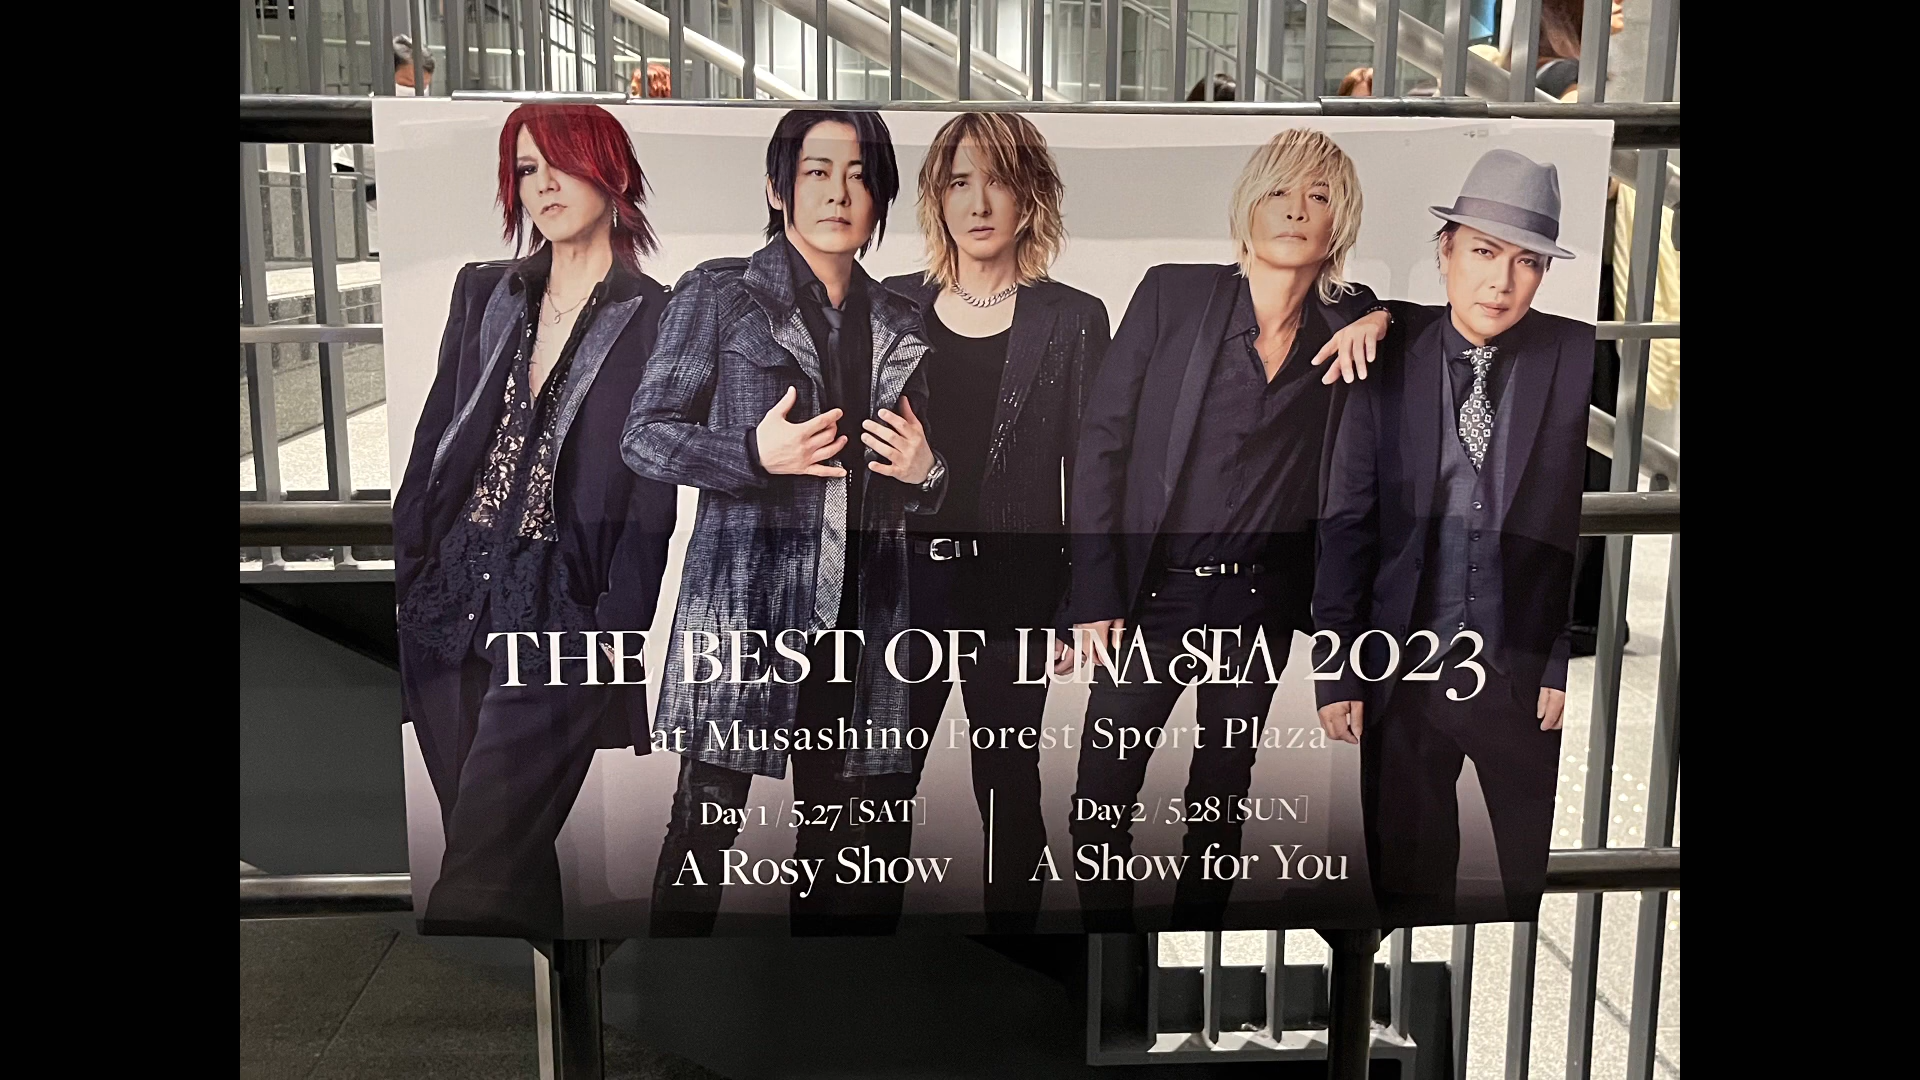 THE BEST OF LUNA SEA 2023
at Musashino Forest Sport Plaza
Day 1 / 5.27 [SAT]
A Rosy Show
Day 2 / 5.28 [SUN]
A Show for You